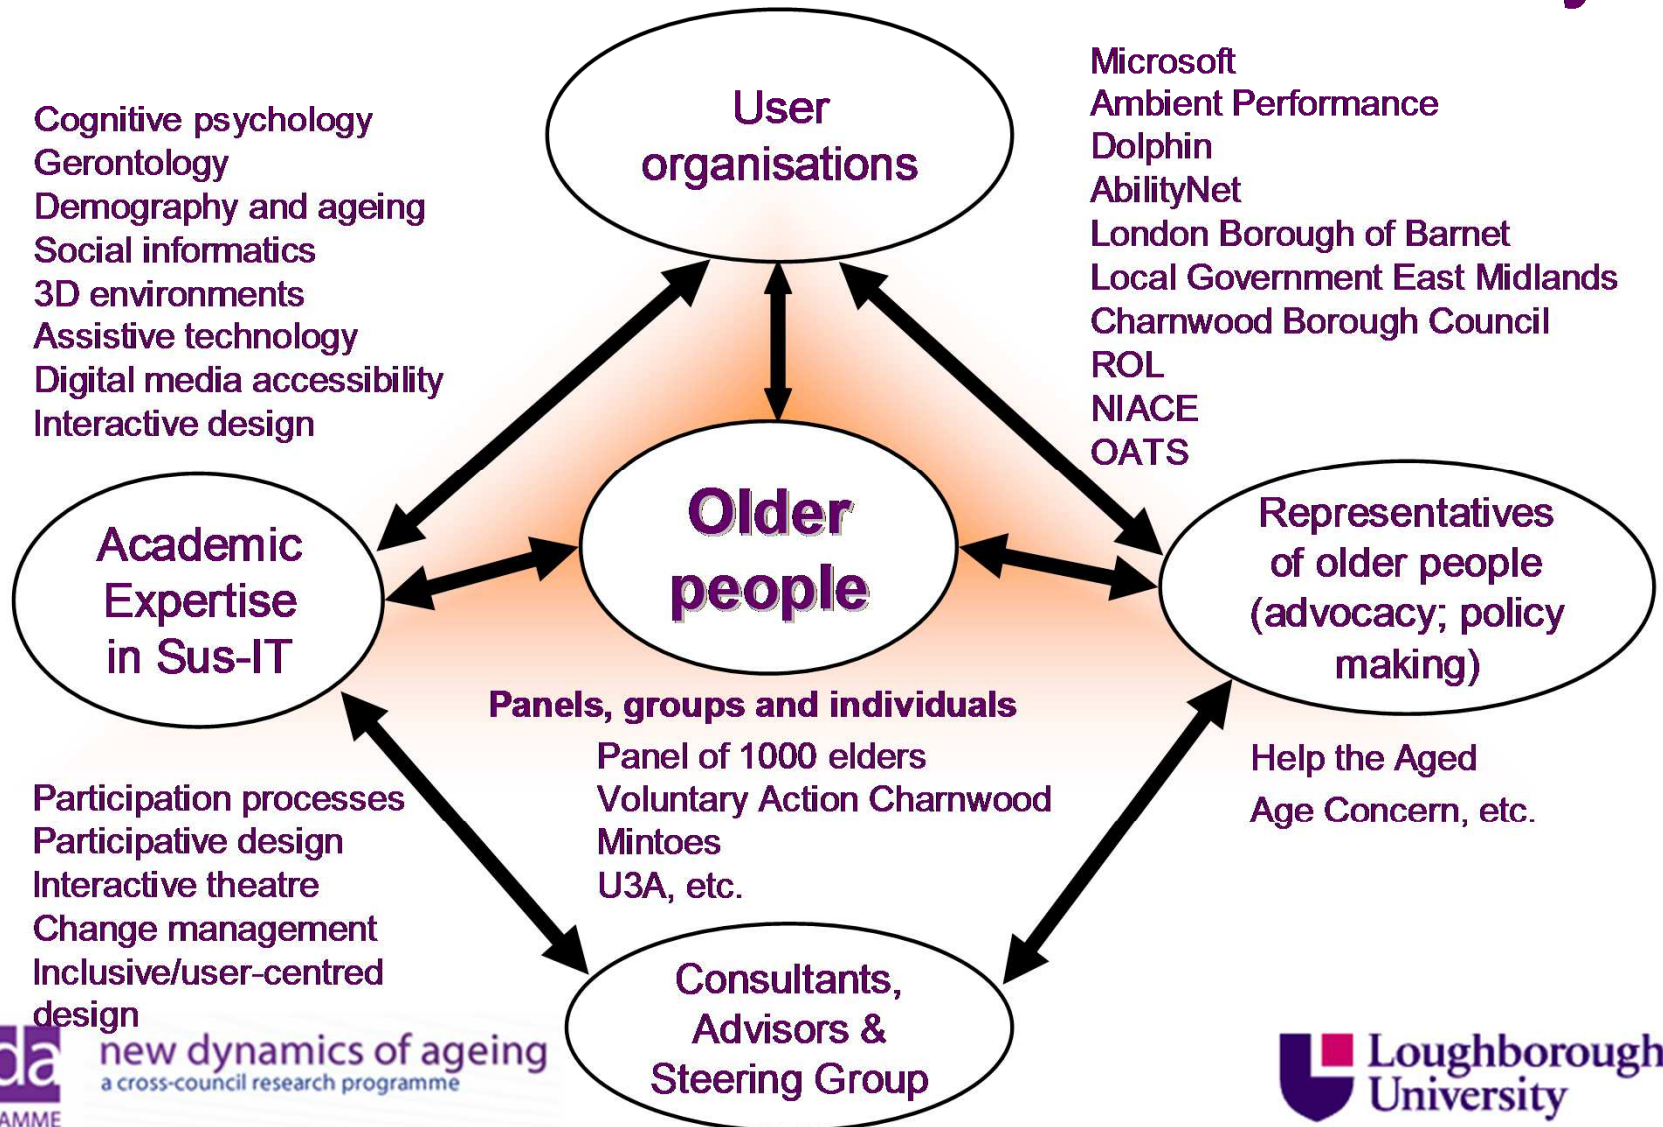 Cognitive psychology
Gerontology
Demography and ageing
Social informatics
3D environments
Assistive technology
Digital media accessibility
Interactive design
User
organisations
Microsoft
Ambient Performance
Dolphin
AbilityNet
London Borough of Barnet
Local Government East Midlands
Charnwood Borough Council
ROL
NIACE
OATS
Academic
Expertise
in Sus-IT
Older
people
Representatives
of older people
(advocacy; policy
making)
Panels, groups and individuals
Panel of 1000 elders
Voluntary Action Charnwood
Mintoes
U3A, etc.
Help the Aged
Age Concern, etc.
Participation processes
Participative design
Interactive theatre
Change management
Inclusive/user-centred
design
Consultants,
Advisors &
Steering Group
new dynamics of ageing
a cross-council research programme
Loughborough
University